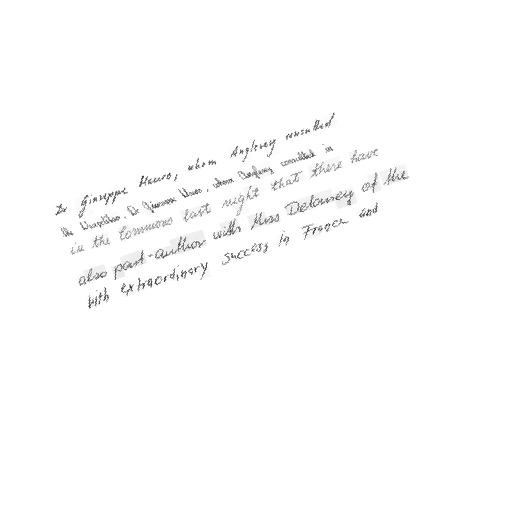 Dr Giuseppe Mauro, whom Anglesey consulted
the Unwritten. Dr Giuseppe Mauro, whom Anglesey consulted in
in the Commons last night that there have
also part-author with Miss Delaney of the
with extraordinary success in France and